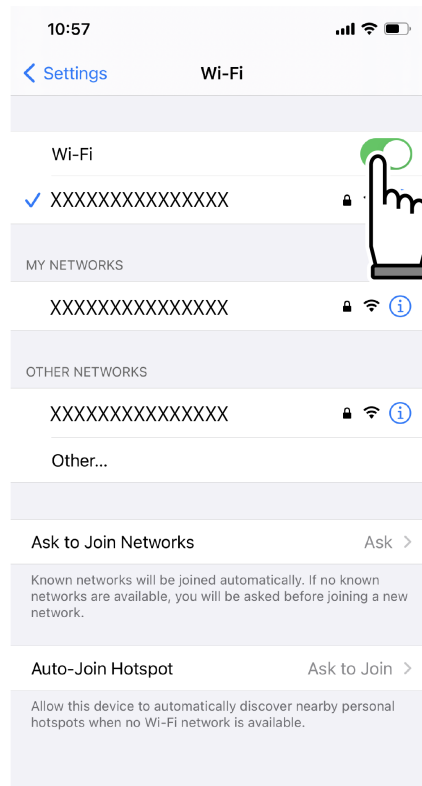 10:57
Settings
Wi-Fi
Wi-Fi
XXXXXXXXXXXXXXX
MY NETWORKS
XXXXXXXXXXXXXXX
OTHER NETWORKS
XXXXXXXXXXXXXXX
Other...
Ask to Join Networks Ask
Known networks will be joined automatically. If no known
networks are available, you will be asked before joining a new
network.
Auto-Join Hotspot Ask to Join
Allow this device to automatically discover nearby personal
hotspots when no Wi-Fi network is available.